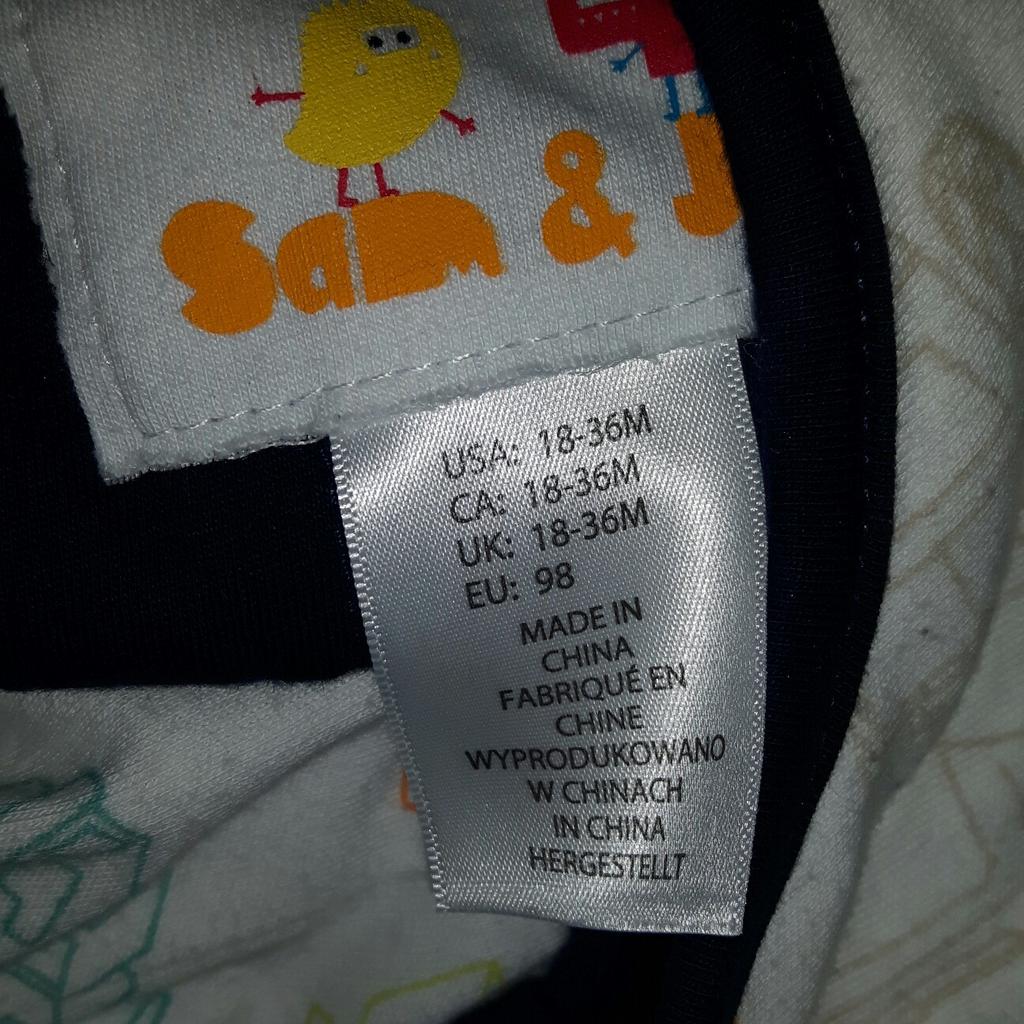 Sam & J
USA: 18-36M
CA: 18-36M
UK: 18-36M
EU: 98
MADE IN
CHINA
FABRIQUÉ EN
CHINE
WYPRODUKOWANO
W CHINACH
IN CHINA
HERGESTELLT